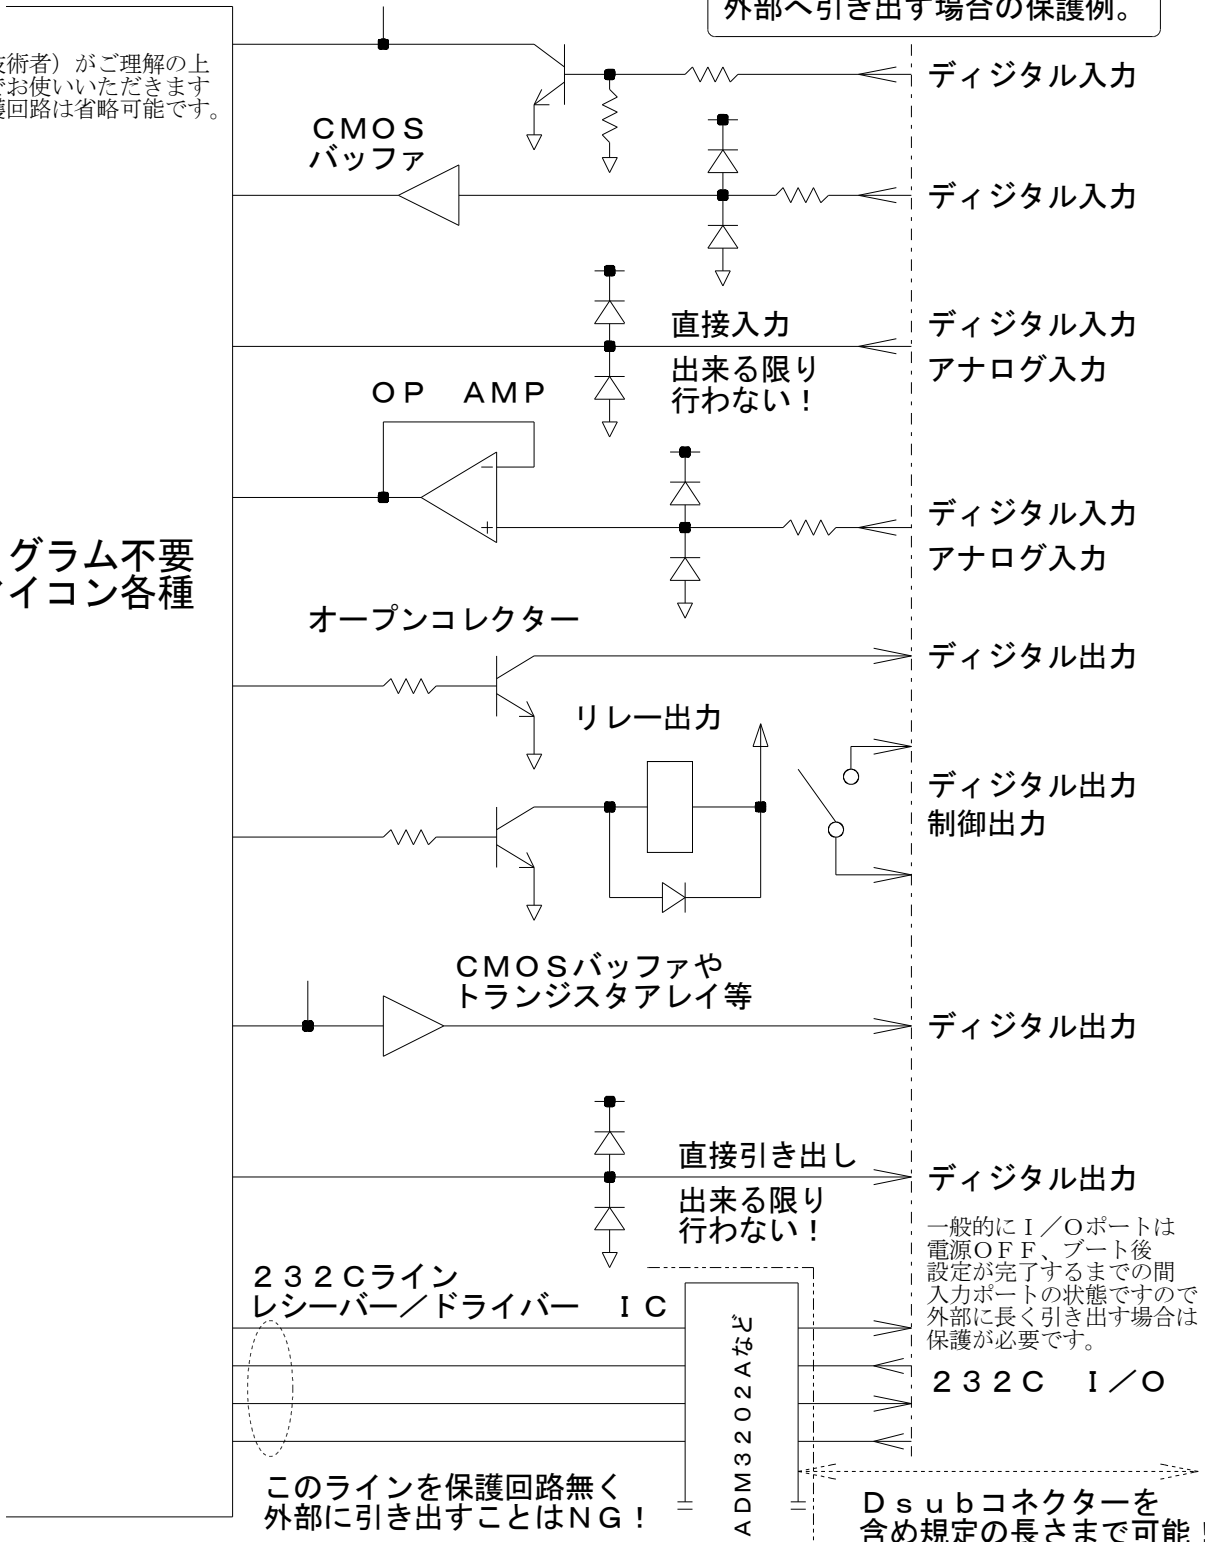 外部へ引き出す場合の保護例。
技術者）がご理解の上
でお使いいただきます
護回路は省略可能です。
ディジタル入力
ＣＭＯＳ
バッファ
ディジタル入力
直接入力
出来る限り
行わない！
ディジタル入力
アナログ入力
ＯＰ　ＡＭＰ
ディジタル入力
アナログ入力
グラム不要
マイコン各種
オープンコレクター
ディジタル出力
リレー出力
ディジタル出力
制御出力
ＣＭＯＳバッファや
トランジスタアレイ等
ディジタル出力
直接引き出し
出来る限り
行わない！
ディジタル出力
一般的にＩ／Ｏポートは
電源ＯＦＦ、ブート後
設定が完了するまでの間
入力ポートの状態ですので
外部に長く引き出す場合は
保護が必要です。
２３２Ｃライン
レシーバー／ドライバー　ＩＣ
ＡＤＭ３２０２Ａなど
２３２Ｃ　Ｉ／Ｏ
このラインを保護回路無く
外部に引き出すことはＮＧ！
Ｄｓｕｂコネクターを
含め規定の長さまで可能！